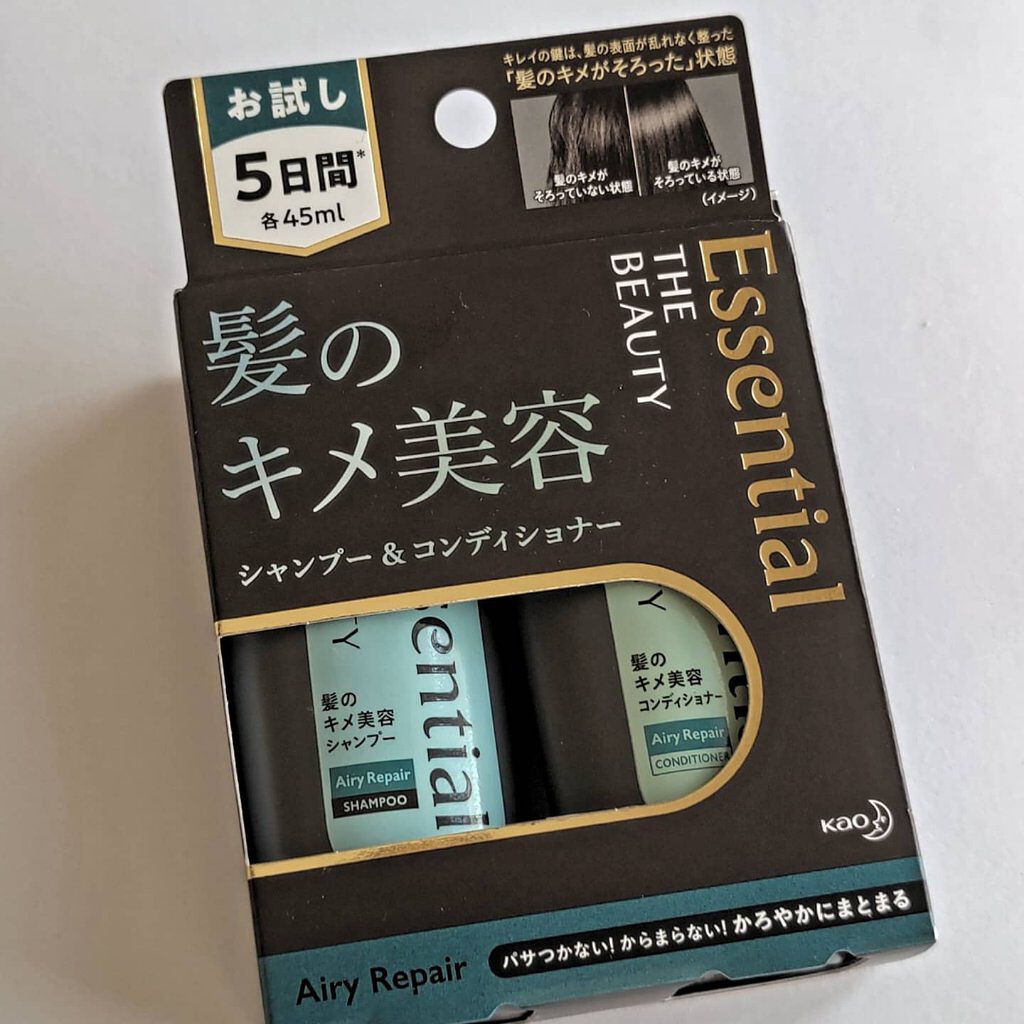 お試し
5日間*
各45ml
キレイの鍵は、髪の表面が乱れなく整った
「髪のキメがそろった」状態
髪のキメが
そろっていない状態
髪のキメが
そろっている状態
(イメージ)
Essential
THE
BEAUTY
髪の
キメ美容
シャンプー&コンディショナー
TY
sential
髪の
キメ美容
シャンプー
Airy Repair
SHAMPOO
Y
髪の
キメ美容
コンディショナー
Airy Repair
CONDITIONER
Kao
Airy Repair
パサつかない!からまらない!かろやかにまとまる